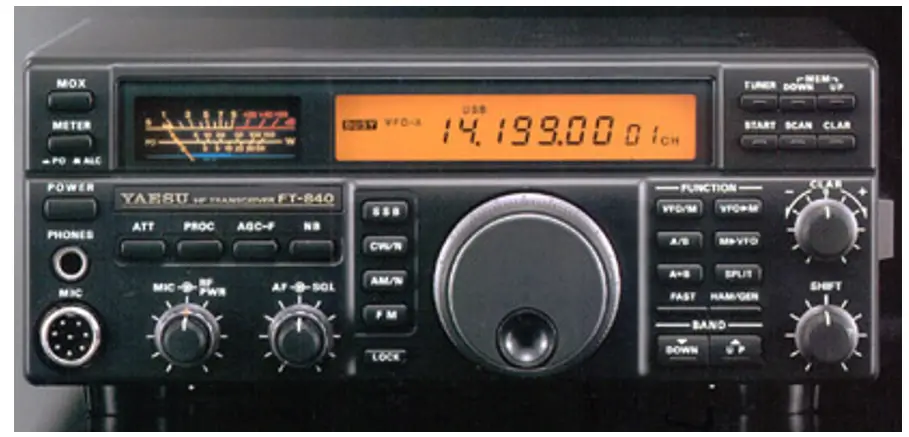 MOX
METER
PO ALC
USB
BUSY VFO-A 14.199.00 01 CH
MEM
TUNER DOWN UP
START SCAN CLAR
POWER
PHONES
MIC
YAESU HF TRANSCEIVER FT-840
ATT PROC AGC-F NB
MIC RF PWR
AF SQL
SSB
CW/N
AM/N
FM
LOCK
FUNCTION
VFO/M VFO▶M
A/B M▶VFO
A=B SPLIT
FAST HAM/GEN
BAND
DOWN UP
CLAR
- +
SHIFT